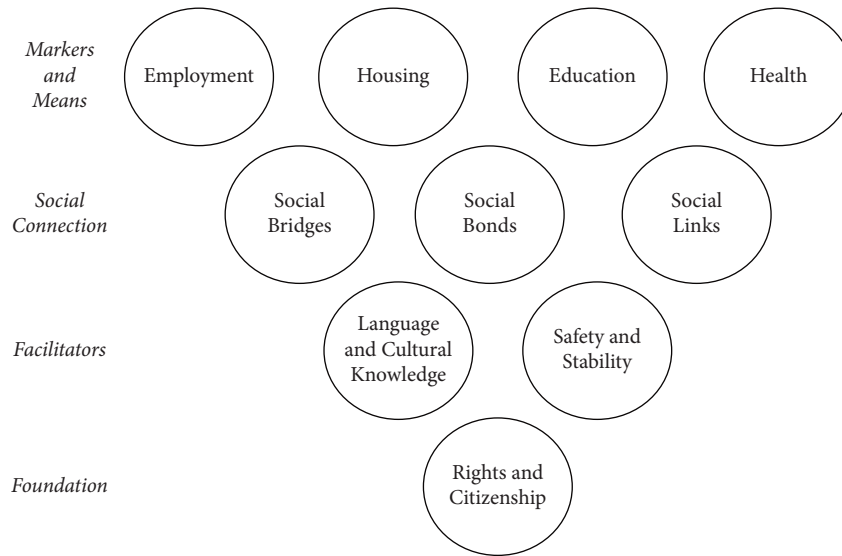 Markers
and
Means
Employment
Housing
Education
Health
Social
Connection
Social
Bridges
Social
Bonds
Social
Links
Facilitators
Language
and Cultural
Knowledge
Safety and
Stability
Foundation
Rights and
Citizenship